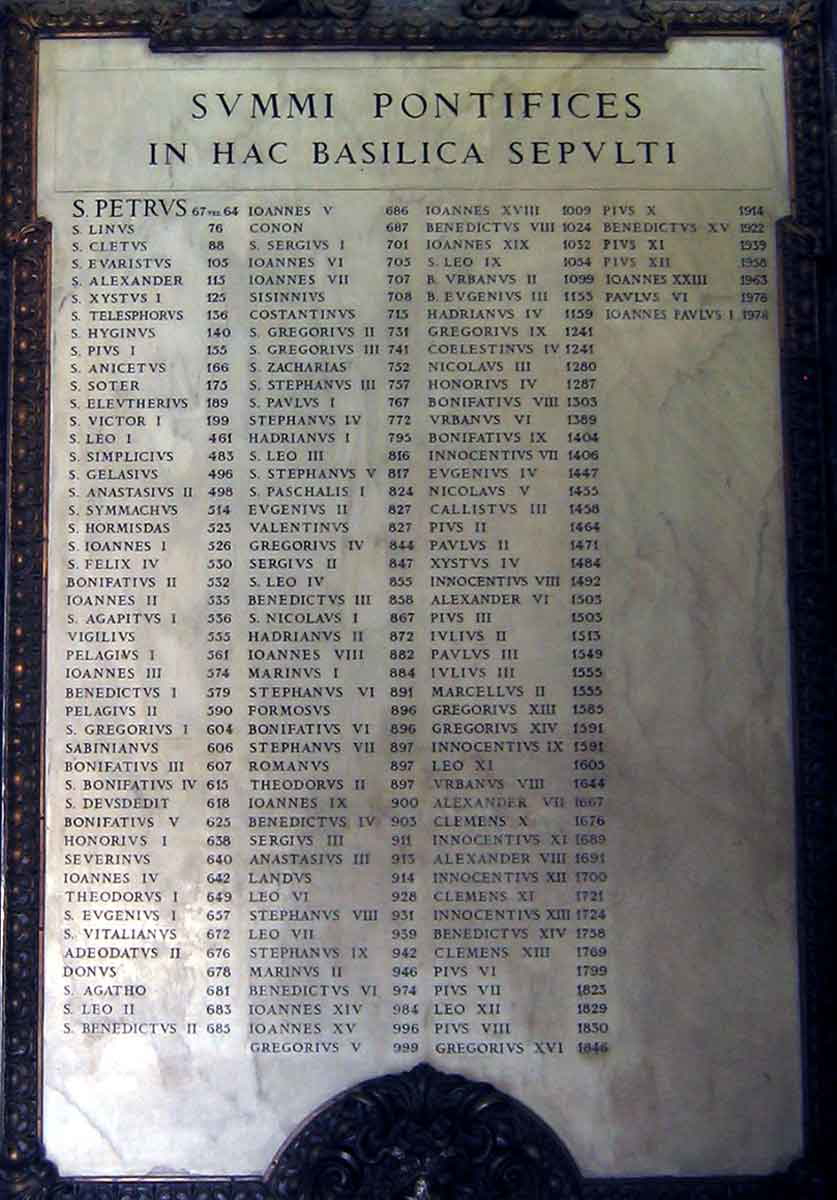 SVMMI PONTIFICES
IN HAC BASILICA SEPVLTI
S. PETRVS 67 VEL 64
S. LINVS 76
S. CLETVS 88
S. EVARISTVS 105
S. ALEXANDER 115
S. XYSTVS I 125
S. TELESPHORVS 136
S. HYGINVS 140
S. PIVS I 155
S. ANICETVS 166
S. SOTER 175
S. ELEVTHERIVS 189
S. VICTOR I 199
S. LEO I 461
S. SIMPLICIVS 483
S. GELASIVS 496
S. ANASTASIVS II 498
S. SYMMACHVS 514
S. HORMISDAS 523
S. IOANNES I 526
S. FELIX IV 530
BONIFATIVS II 532
IOANNES II 535
S. AGAPITVS I 536
VIGILIVS 555
PELAGIVS I 561
IOANNES III 574
BENEDICTVS I 579
PELAGIVS II 590
S. GREGORIVS I 604
SABINIANVS 606
BONIFATIVS III 607
S. BONIFATIVS IV 615
S. DEVSDEDIT 618
BONIFATIVS V 625
HONORIVS I 638
SEVERINVS 640
IOANNES IV 642
THEODORVS I 649
S. EVGENIVS I 657
S. VITALIANVS 672
ADEODATVS II 676
DONVS 678
S. AGATHO 681
S. LEO II 683
S. BENEDICTVS II 685
IOANNES V 686
CONON 687
S. SERGIVS I 701
IOANNES VI 705
IOANNES VII 707
SISINNIVS 708
COSTANTINVS 715
S. GREGORIVS II 731
S. GREGORIVS III 741
S. ZACHARIAS 752
S. STEPHANVS III 757
S. PAVLVS I 767
STEPHANVS IV 772
HADRIANVS I 795
S. LEO III 816
S. STEPHANVS V 817
S. PASCHALIS I 824
EVGENIVS II 827
VALENTINVS 827
GREGORIVS IV 844
SERGIVS II 847
S. LEO IV 855
BENEDICTVS III 858
S. NICOLAVS I 867
HADRIANVS II 872
IOANNES VIII 882
MARINVS I 884
STEPHANVS VI 891
FORMOSVS 896
BONIFATIVS VI 896
STEPHANVS VII 897
ROMANVS 897
THEODORVS II 897
IOANNES IX 900
BENEDICTVS IV 903
SERGIVS III 911
ANASTASIVS III 913
LANDVS 914
LEO VI 928
STEPHANVS VIII 931
LEO VII 939
STEPHANVS IX 942
MARINVS II 946
BENEDICTVS VI 974
IOANNES XIV 984
IOANNES XV 996
GREGORIVS V 999
IOANNES XVIII 1009
BENEDICTVS VIII 1024
IOANNES XIX 1032
S. LEO IX 1054
B. VRBANVS II 1099
B. EVGENIVS III 1153
HADRIANVS IV 1159
GREGORIVS IX 1241
COELESTINVS IV 1241
NICOLAVS III 1280
HONORIVS IV 1287
BONIFATIVS VIII 1303
VRBANVS VI 1389
BONIFATIVS IX 1404
INNOCENTIVS VII 1406
EVGENIVS IV 1447
NICOLAVS V 1455
CALLISTVS III 1458
PIVS II 1464
PAVLVS II 1471
XYSTVS IV 1484
INNOCENTIVS VIII 1492
ALEXANDER VI 1503
PIVS III 1503
IVLIVS II 1513
PAVLVS III 1549
IVLIVS III 1555
MARCELLVS II 1555
GREGORIVS XIII 1585
GREGORIVS XIV 1591
INNOCENTIVS IX 1591
LEO XI 1605
VRBANVS VIII 1644
ALEXANDER VII 1667
CLEMENS X 1676
INNOCENTIVS XI 1689
ALEXANDER VIII 1691
INNOCENTIVS XII 1700
CLEMENS XI 1721
INNOCENTIVS XIII 1724
BENEDICTVS XIV 1758
CLEMENS XIII 1769
PIVS VI 1799
PIVS VII 1823
LEO XII 1829
PIVS VIII 1830
GREGORIVS XVI 1846
PIVS X 1914
BENEDICTVS XV 1922
PIVS XI 1939
PIVS XII 1958
IOANNES XXIII 1963
PAVLVS VI 1978
IOANNES PAVLVS I 1978